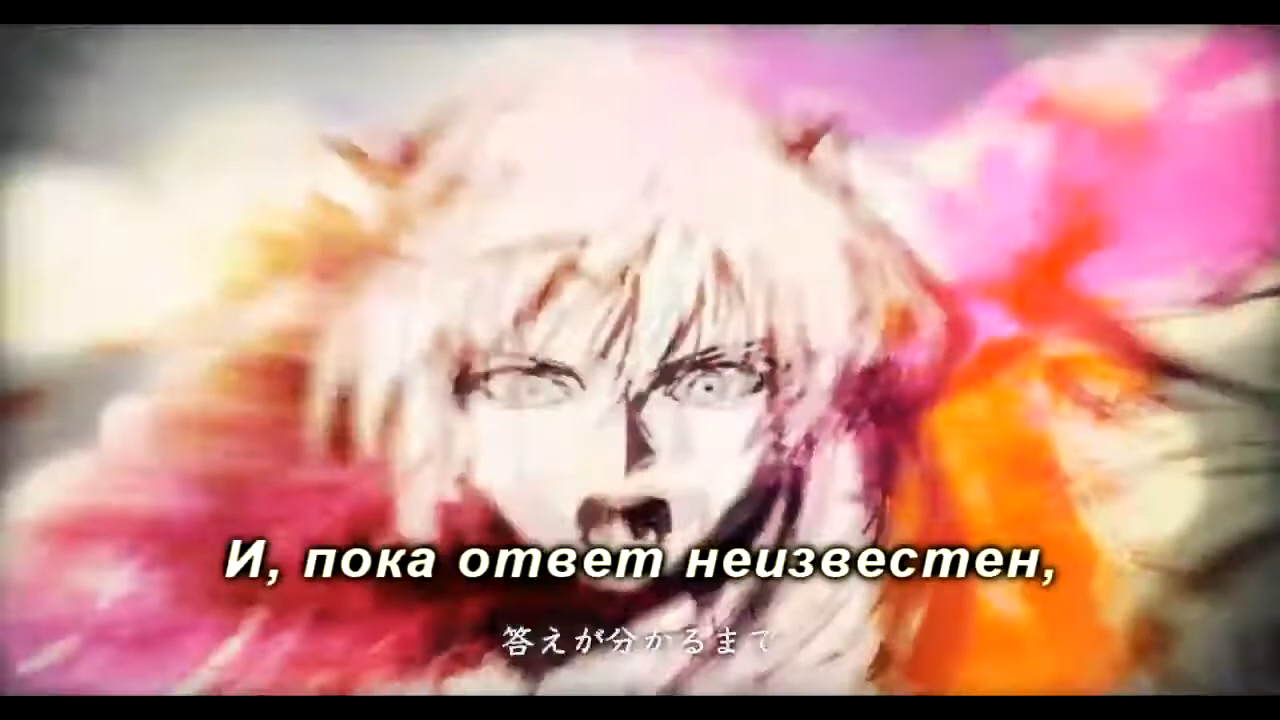 И, пока ответ неизвестен,
答えが分かるまで